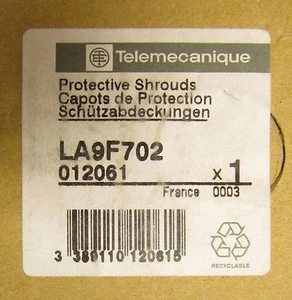 Telemecanique
Protective Shrouds
Capots de Protection
Schützabdeckungen
LA9F702
012061 x 1
France 0003
3 389110 120615
RECYCLABLE